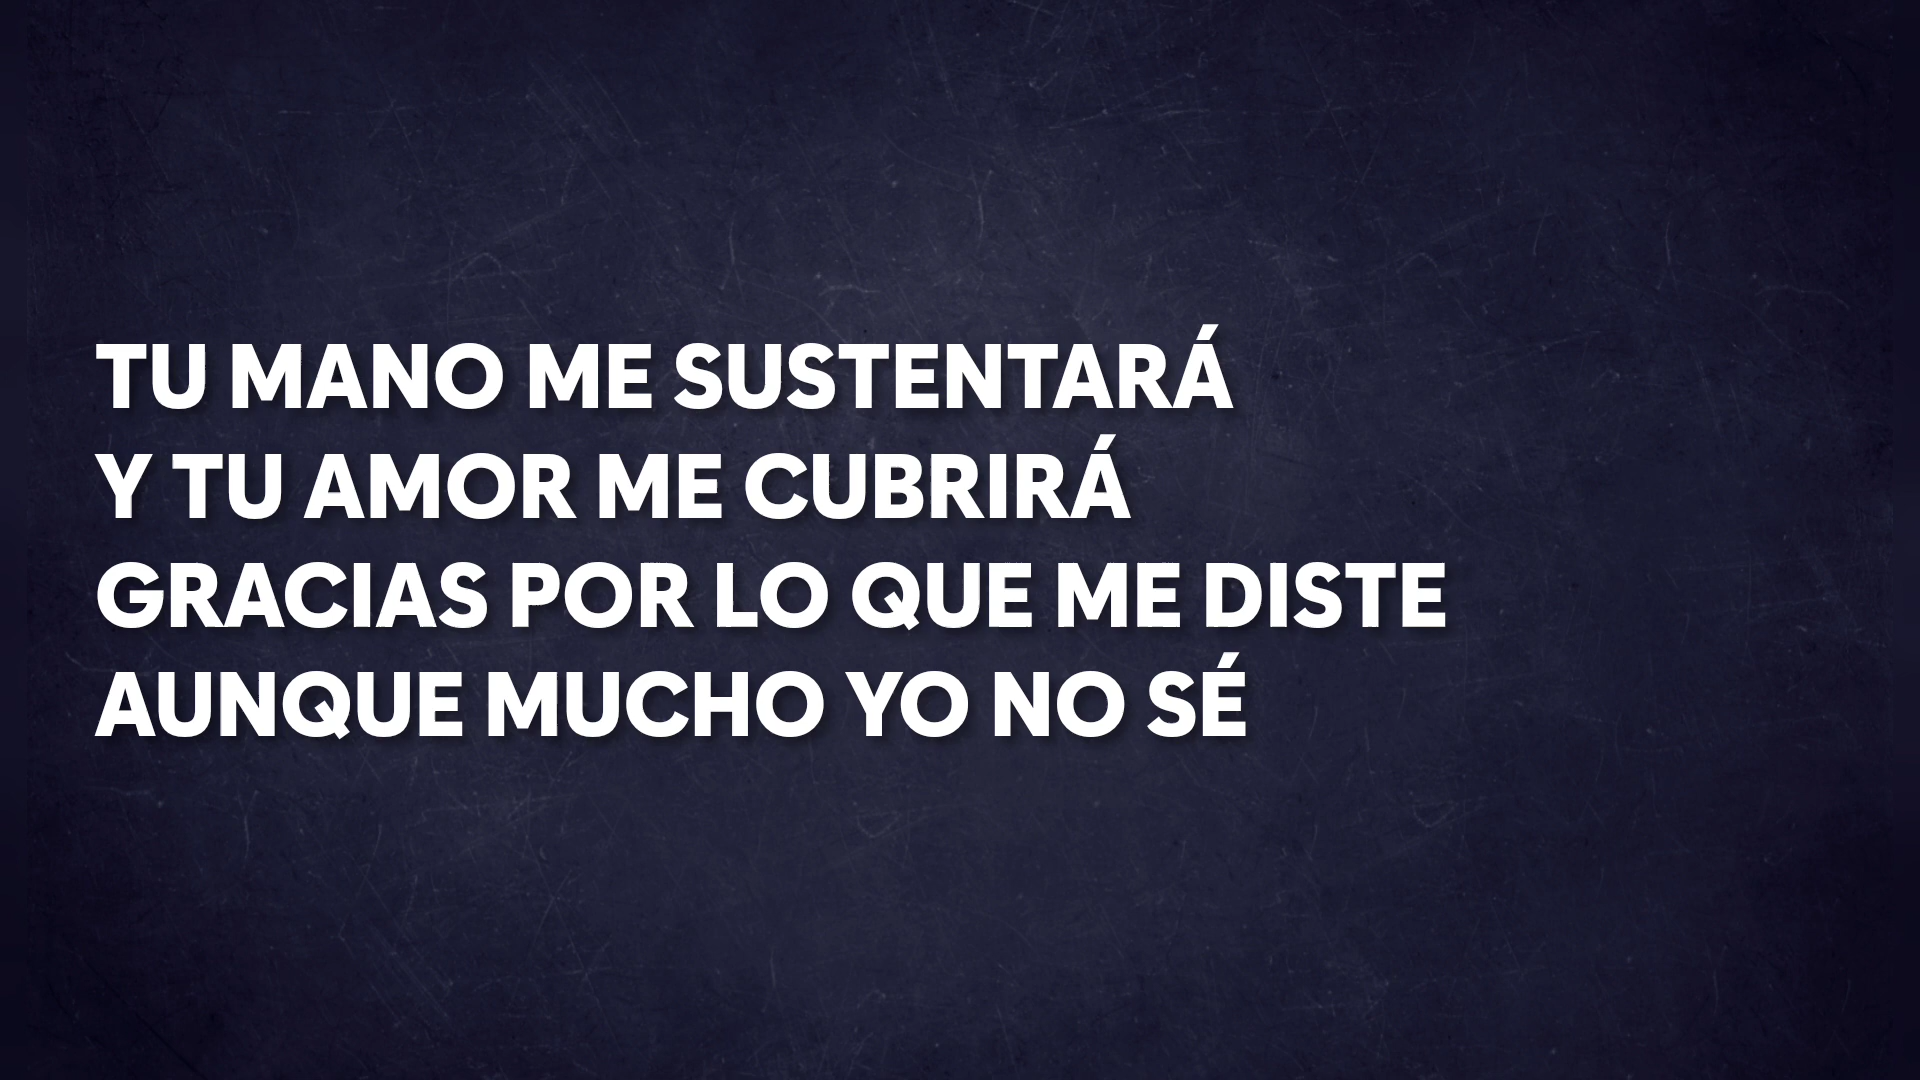 TU MANO ME SUSTENTARÁ
Y TU AMOR ME CUBRIRÁ
GRACIAS POR LO QUE ME DISTE
AUNQUE MUCHO YO NO SÉ